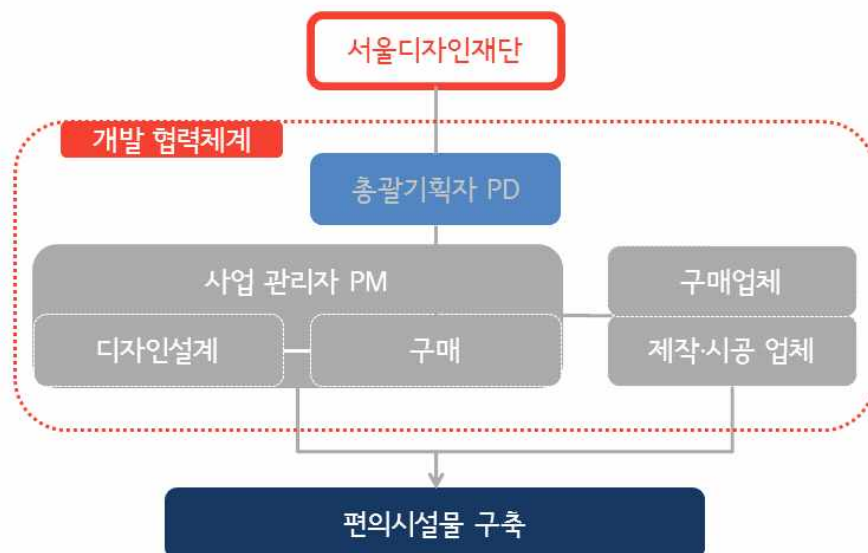 서울디자인재단
개발 협력체계
총괄기획자 PD
사업 관리자 PM
구매업체
디자인설계
구매
제작·시공 업체
편의시설물 구축